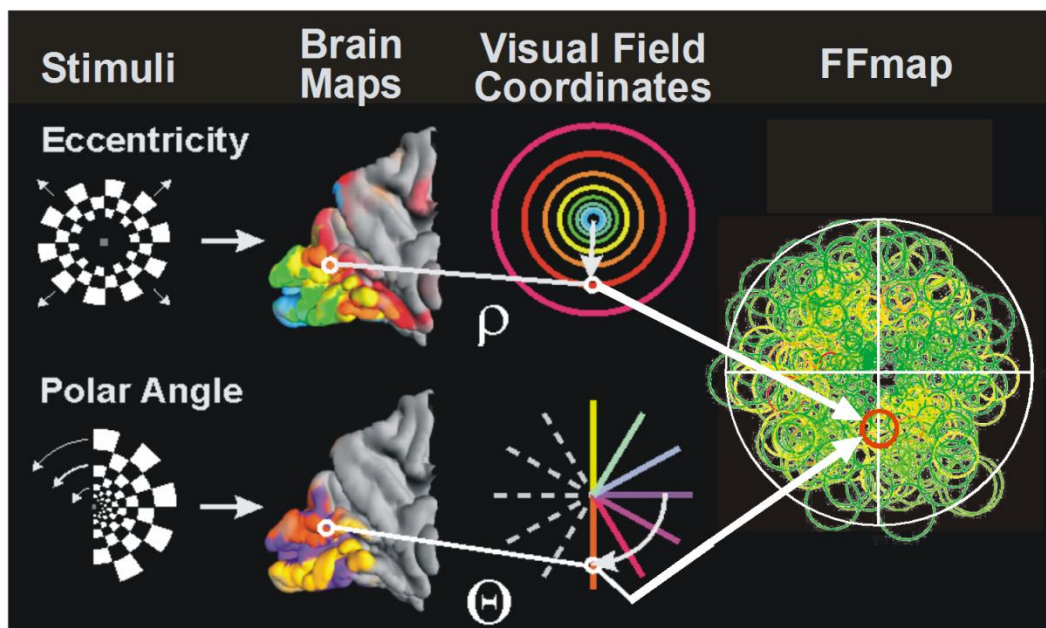 Stimuli
Brain
Maps
Visual Field
Coordinates
FFmap
Eccentricity
ρ
Polar Angle
Θ